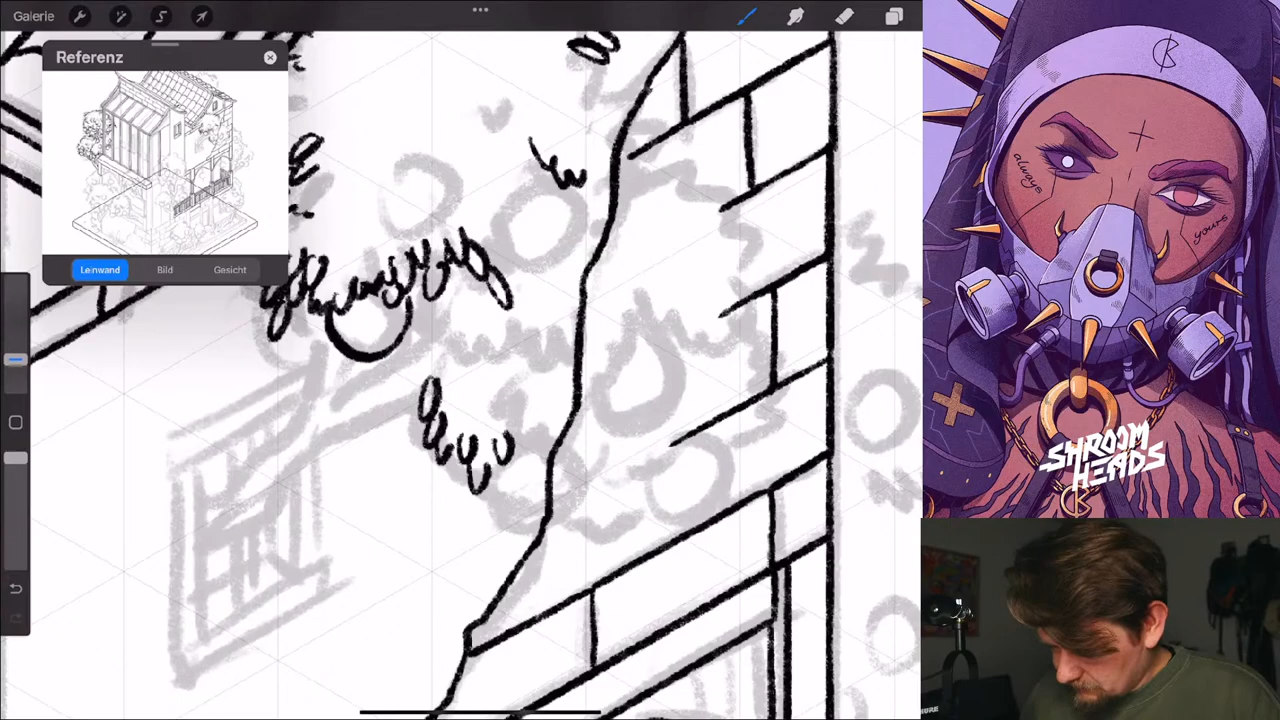 Galerie
Referenz
Leinwand Bild Gesicht
always
yours
SHROOM
HEADS